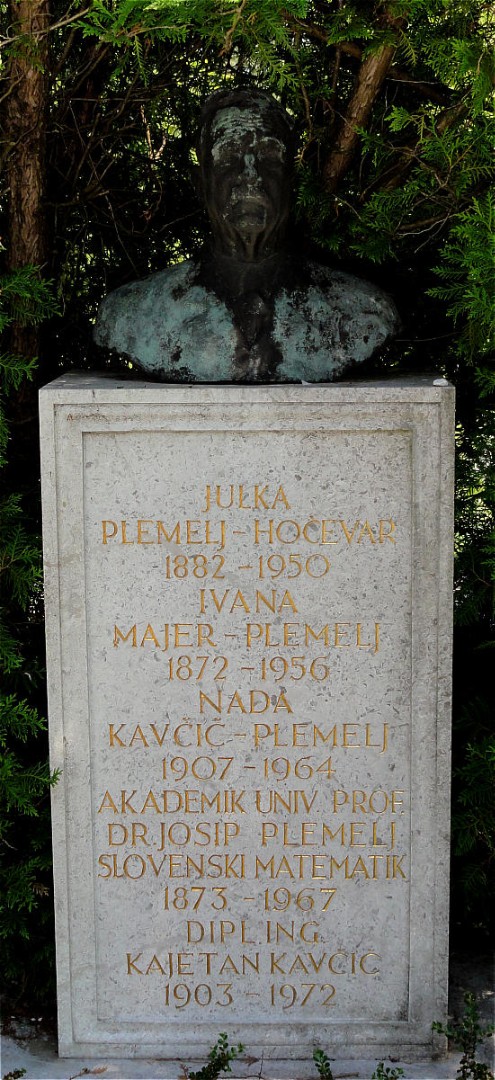 JULKA
PLEMELJ-HOČEVAR
1882-1950
IVANA
MAJER-PLEMELJ
1872-1956
NADA
KAVČIČ-PLEMELJ
1907-1964
AKADEMIK UNIV. PROF.
DR. JOSIP PLEMELJ
SLOVENSKI MATEMATIK
1873-1967
DIPL. ING.
KAJETAN KAVČIČ
1903-1972